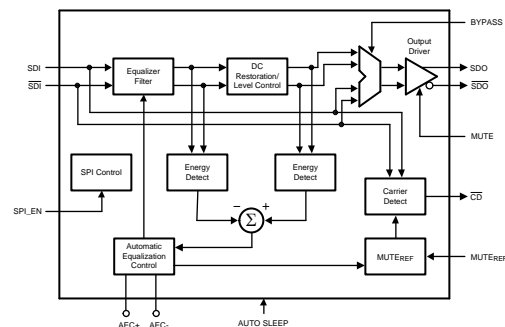 BYPASS
Output
Driver
SDI
SDI
Equalizer
Filter
DC
Restoration/
Level Control
SDO
SDO
MUTE
SPI Control
Energy
Detect
Energy
Detect
Carrier
Detect
CD
SPI_EN
−
+
Σ
Automatic
Equalization
Control
MUTEREF
MUTEREF
AEC+
AEC-
AUTO SLEEP